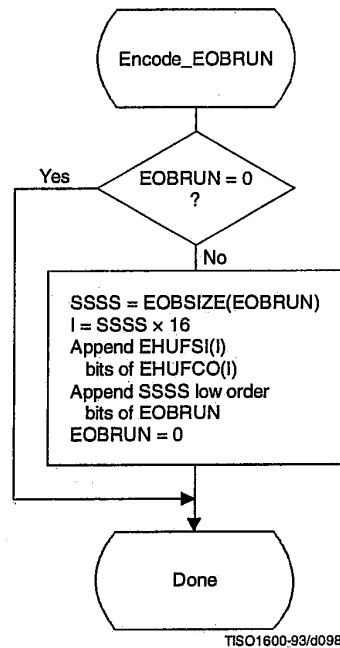 Encode_EOBRUN
Yes
EOBRUN = 0
?
No
SSSS = EOBSIZE(EOBRUN)
I = SSSS × 16
Append EHUFSI(I)
bits of EHUFCO(I)
Append SSSS low order
bits of EOBRUN
EOBRUN = 0
Done
TISO1600-93/d098